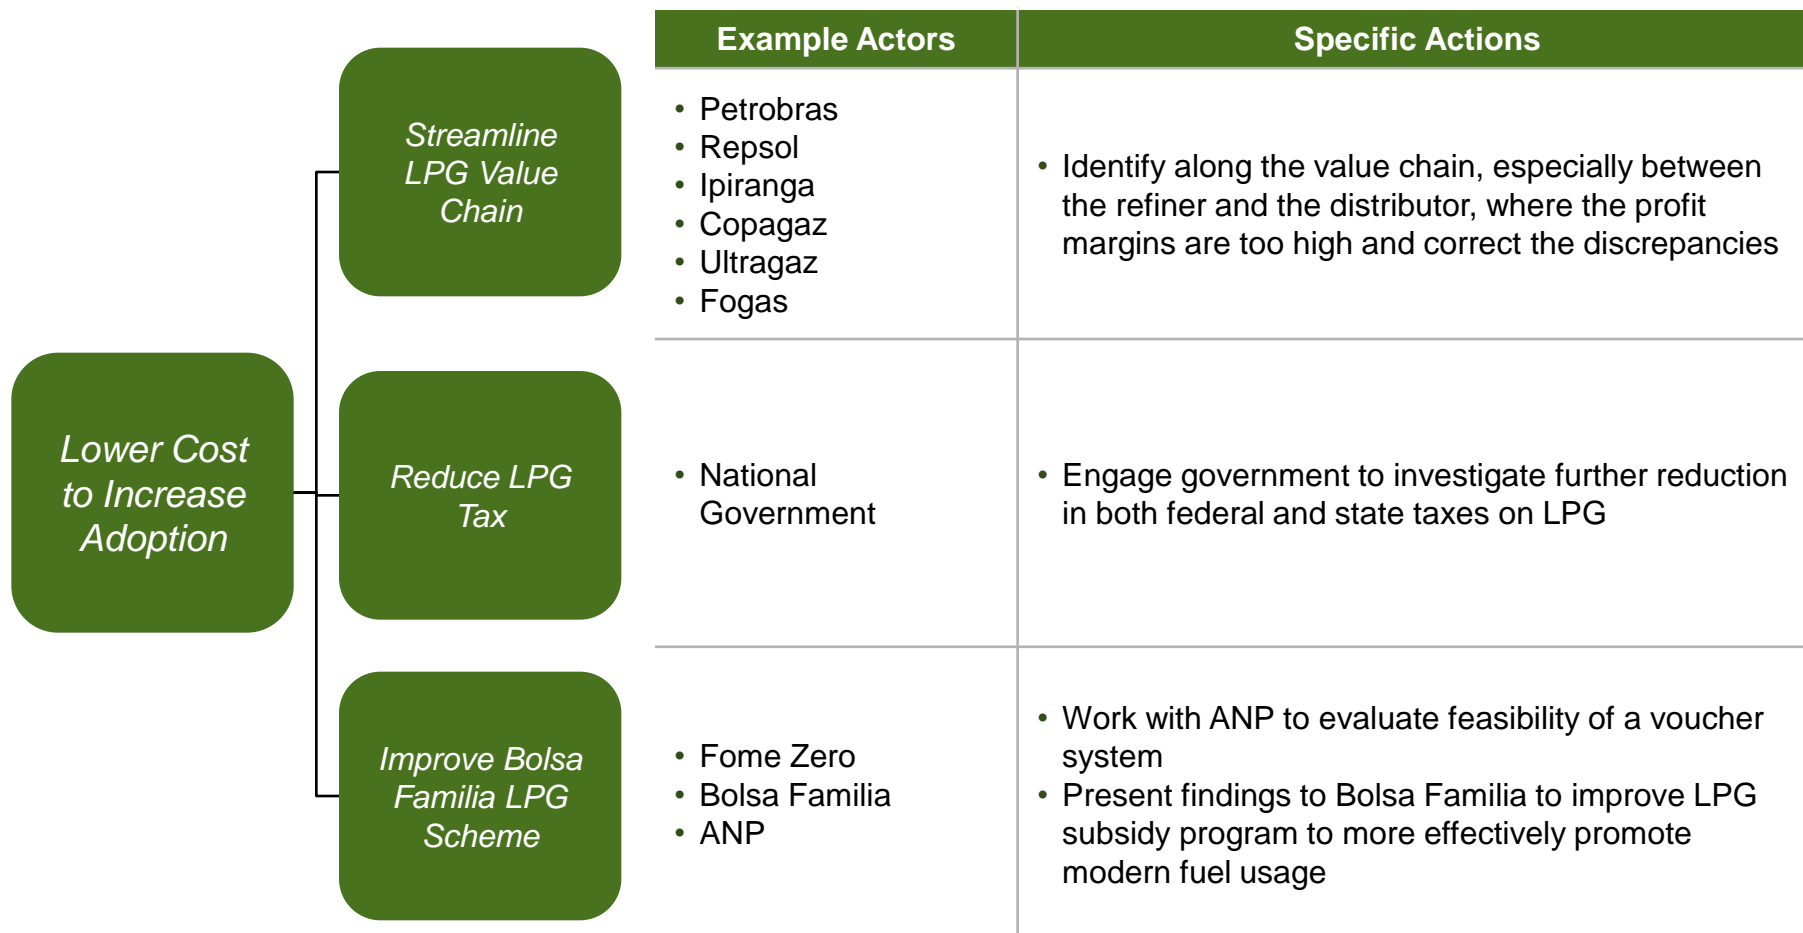 Example Actors
Specific Actions
Lower Cost
to Increase
Adoption
Streamline
LPG Value
Chain
• Petrobras
• Repsol
• Ipiranga
• Copagaz
• Ultragaz
• Fogas
• Identify along the value chain, especially between
the refiner and the distributor, where the profit
margins are too high and correct the discrepancies
Reduce LPG
Tax
• National
Government
• Engage government to investigate further reduction
in both federal and state taxes on LPG
Improve Bolsa
Familia LPG
Scheme
• Fome Zero
• Bolsa Familia
• ANP
• Work with ANP to evaluate feasibility of a voucher
system
• Present findings to Bolsa Familia to improve LPG
subsidy program to more effectively promote
modern fuel usage